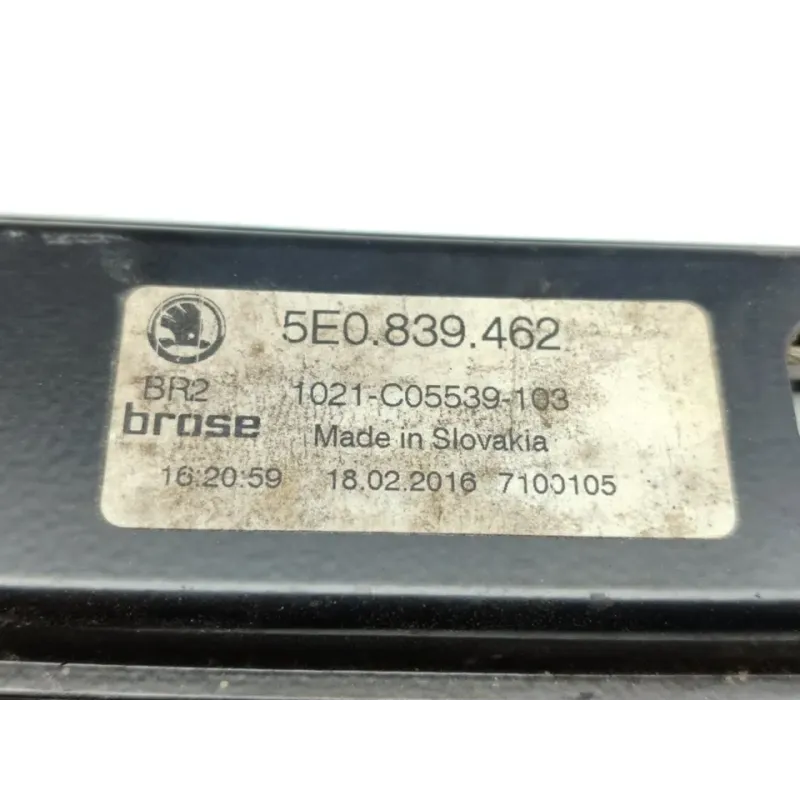 5E0.839.462
BR2 1021-C05539-103
brose Made in Slovakia
16:20:59 18.02.2016 7100105